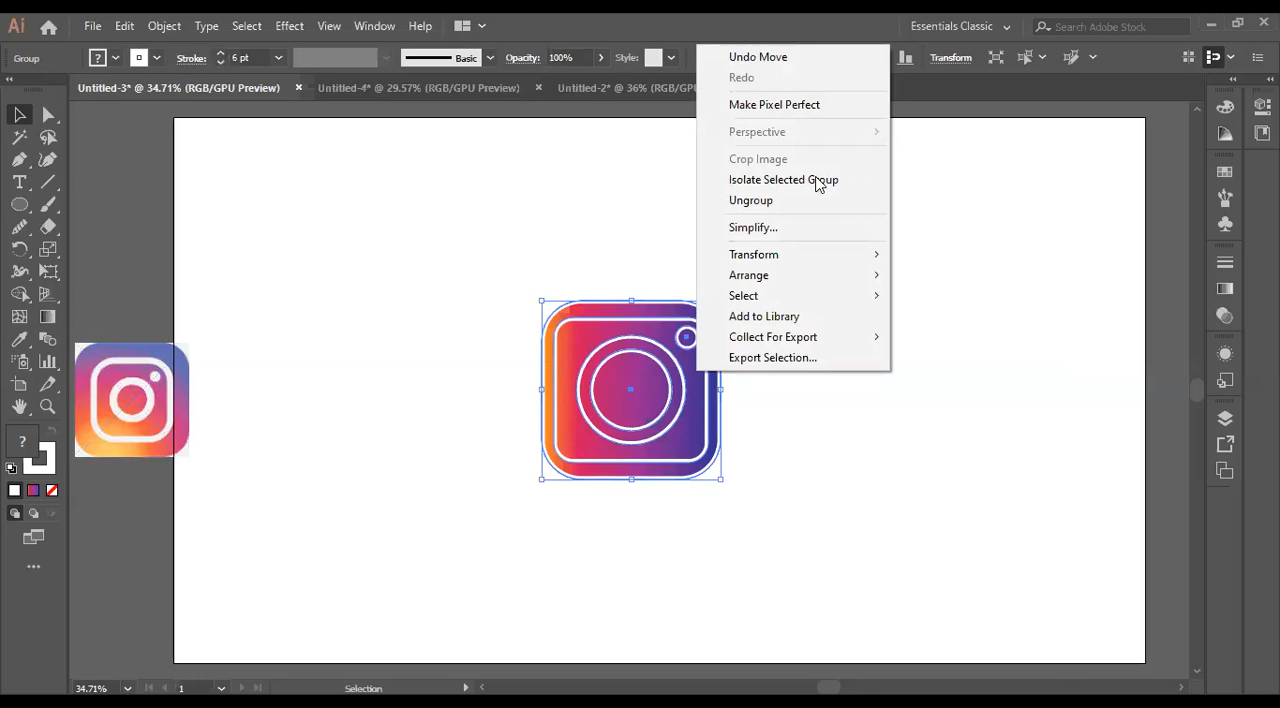 Ai File Edit Object Type Select Effect View Window Help Essentials Classic Search Adobe Stock
Group ? Stroke: 6 pt Basic Opacity: 100% Style: Transform
Untitled-3* @ 34.71% (RGB/GPU Preview) × Untitled-4* @ 29.57% (RGB/GPU Preview) × Untitled-2* @ 36% (RGB/GPU
Undo Move
Redo
Make Pixel Perfect
Perspective
Crop Image
Isolate Selected Group
Ungroup
Simplify...
Transform
Arrange
Select
Add to Library
Collect For Export
Export Selection...
?
34.71% 1 Selection